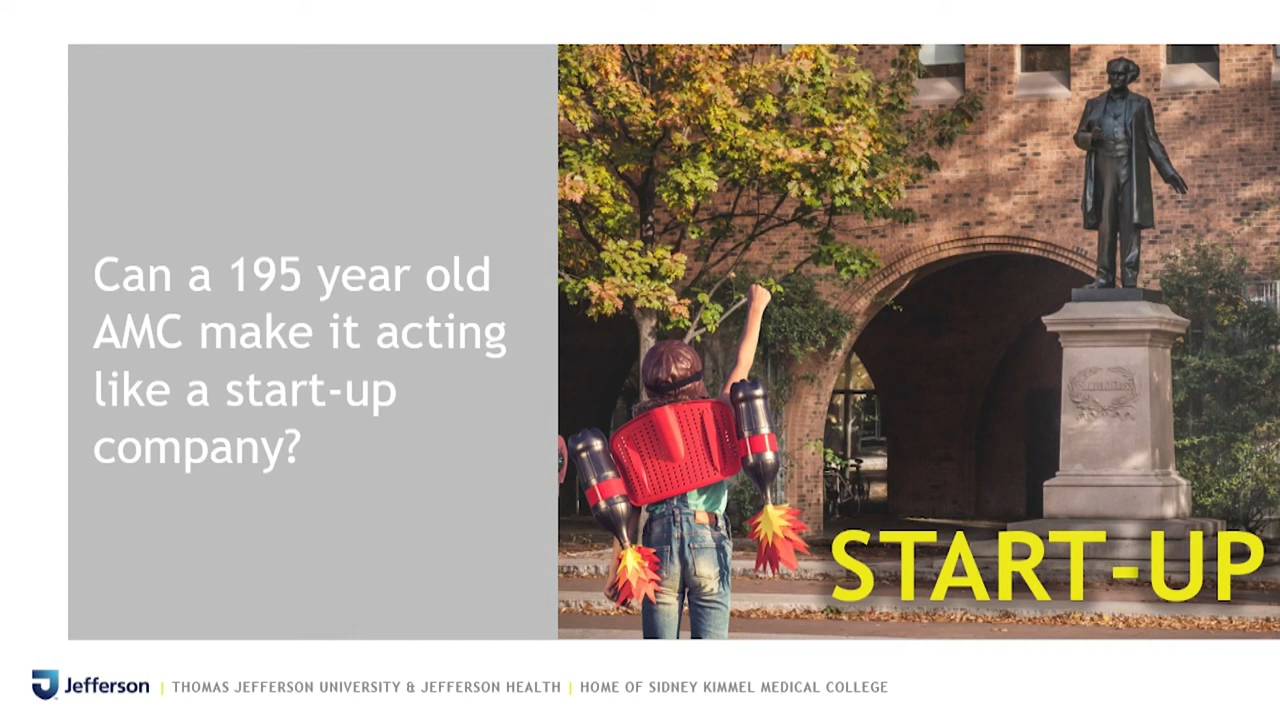 Can a 195 year old
AMC make it acting
like a start-up
company?
START-UP
Jefferson | THOMAS JEFFERSON UNIVERSITY & JEFFERSON HEALTH | HOME OF SIDNEY KIMMEL MEDICAL COLLEGE